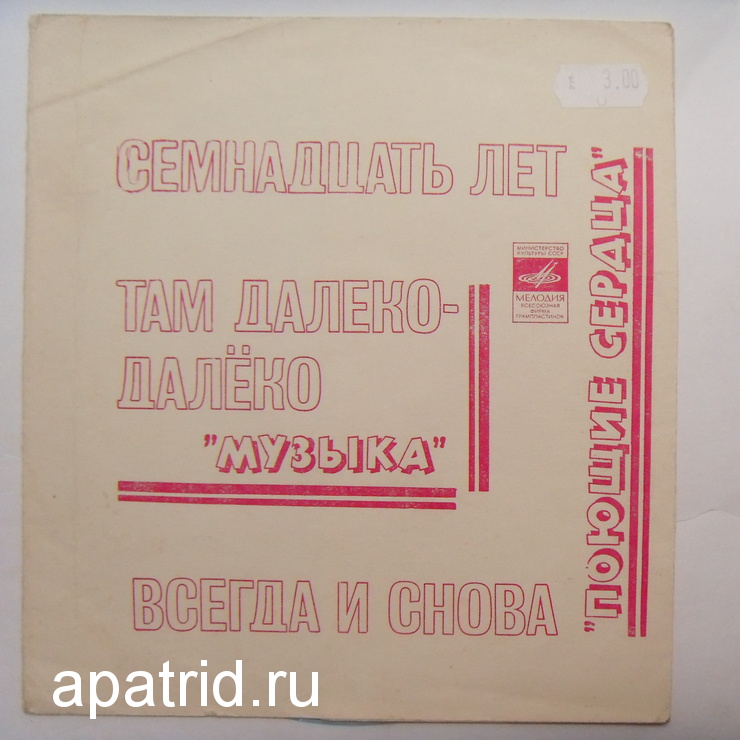 3.00
СЕМНАДЦАТЬ ЛЕТ
ТАМ ДАЛЕКО-
ДАЛЁКО
"МУЗЫКА"
ВСЕГДА И СНОВА
"ПОЮЩИЕ СЕРДЦА"
МИНИСТЕРСТВО
КУЛЬТУРЫ СССР
МЕЛОДИЯ
ВСЕСОЮЗНАЯ
ФИРМА
ГРАМПЛАСТИНОК
apatrid.ru